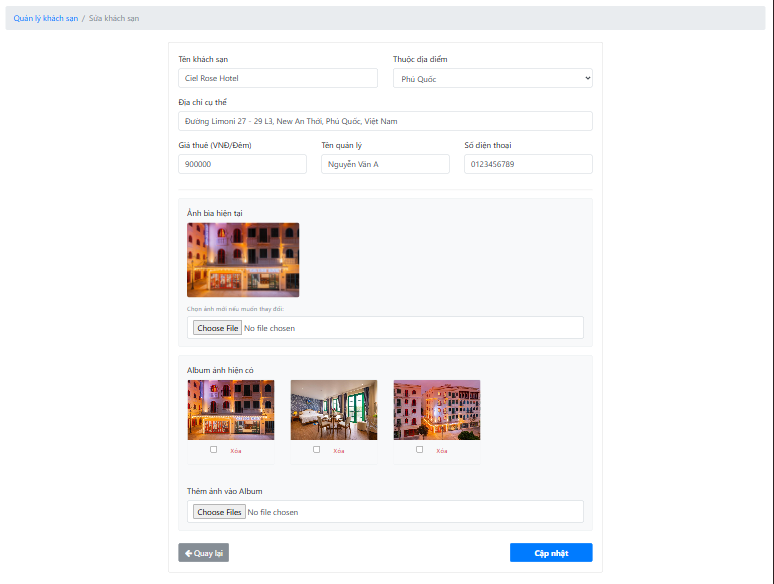 Quản lý khách sạn / Sửa khách sạn
Tên khách sạn Thuộc địa điểm
Ciel Rose Hotel Phú Quốc
Địa chỉ cụ thể
Đường Limoni 27 - 29 L3, New An Thới, Phú Quốc, Việt Nam
Giá thuê (VNĐ/Đêm) Tên quản lý Số điện thoại
900000 Nguyễn Văn A 0123456789
Ảnh bìa hiện tại
Chọn ảnh mới nếu muốn thay đổi:
Choose File No file chosen
Album ảnh hiện có
Xóa Xóa Xóa
Thêm ảnh vào Album
Choose Files No file chosen
Quay lại Cập nhật